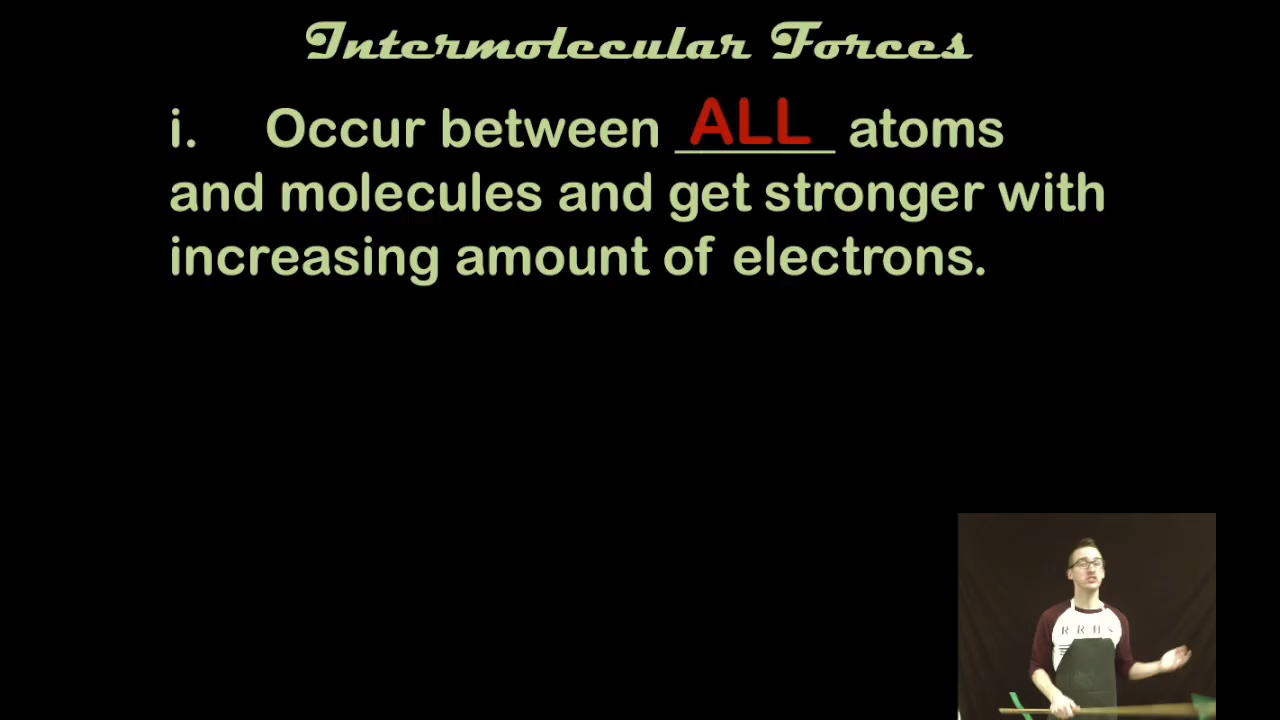 Intermolecular Forces
i. Occur between ALL atoms
and molecules and get stronger with
increasing amount of electrons.
R R H S